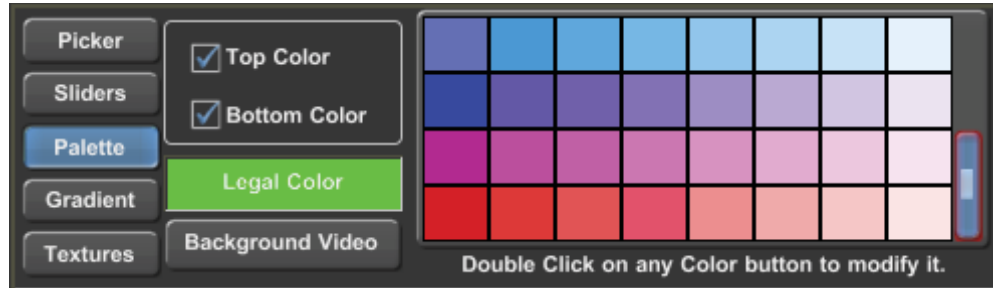 Picker
Sliders
Palette
Gradient
Textures
Top Color
Bottom Color
Legal Color
Background Video
Double Click on any Color button to modify it.